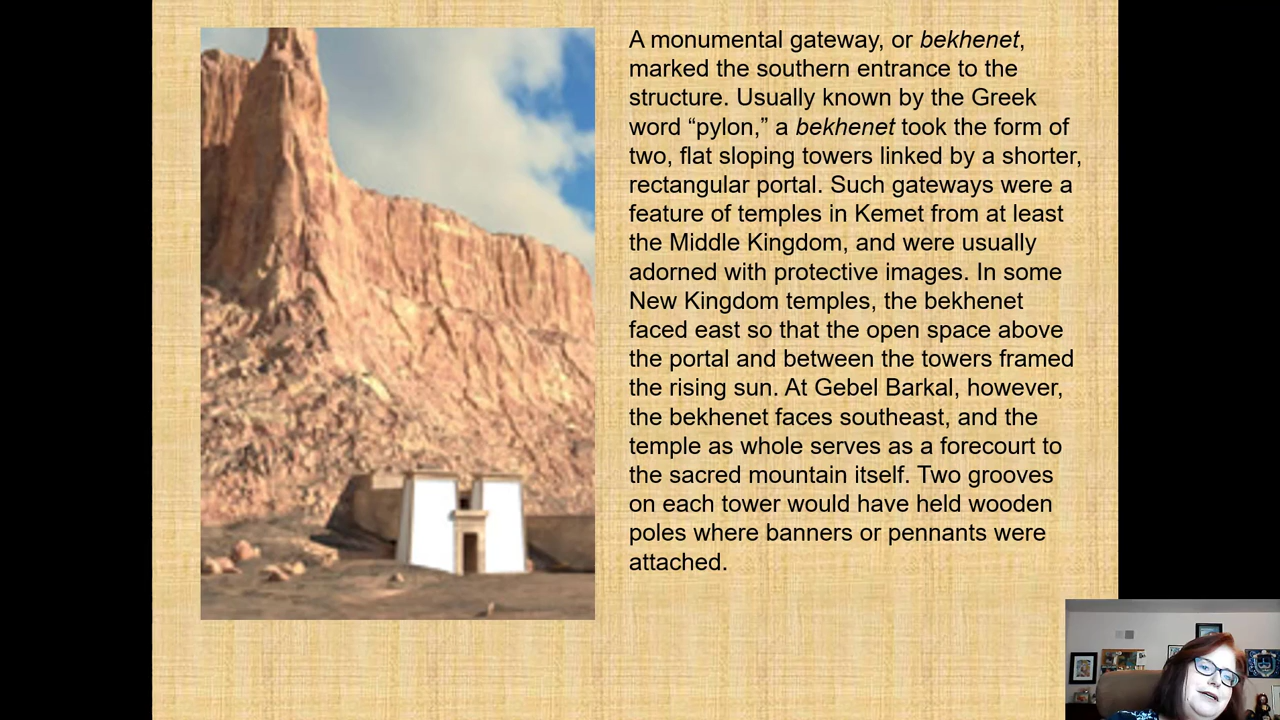 A monumental gateway, or bekhenet,
marked the southern entrance to the
structure. Usually known by the Greek
word “pylon,” a bekhenet took the form of
two, flat sloping towers linked by a shorter,
rectangular portal. Such gateways were a
feature of temples in Kemet from at least
the Middle Kingdom, and were usually
adorned with protective images. In some
New Kingdom temples, the bekhenet
faced east so that the open space above
the portal and between the towers framed
the rising sun. At Gebel Barkal, however,
the bekhenet faces southeast, and the
temple as whole serves as a forecourt to
the sacred mountain itself. Two grooves
on each tower would have held wooden
poles where banners or pennants were
attached.